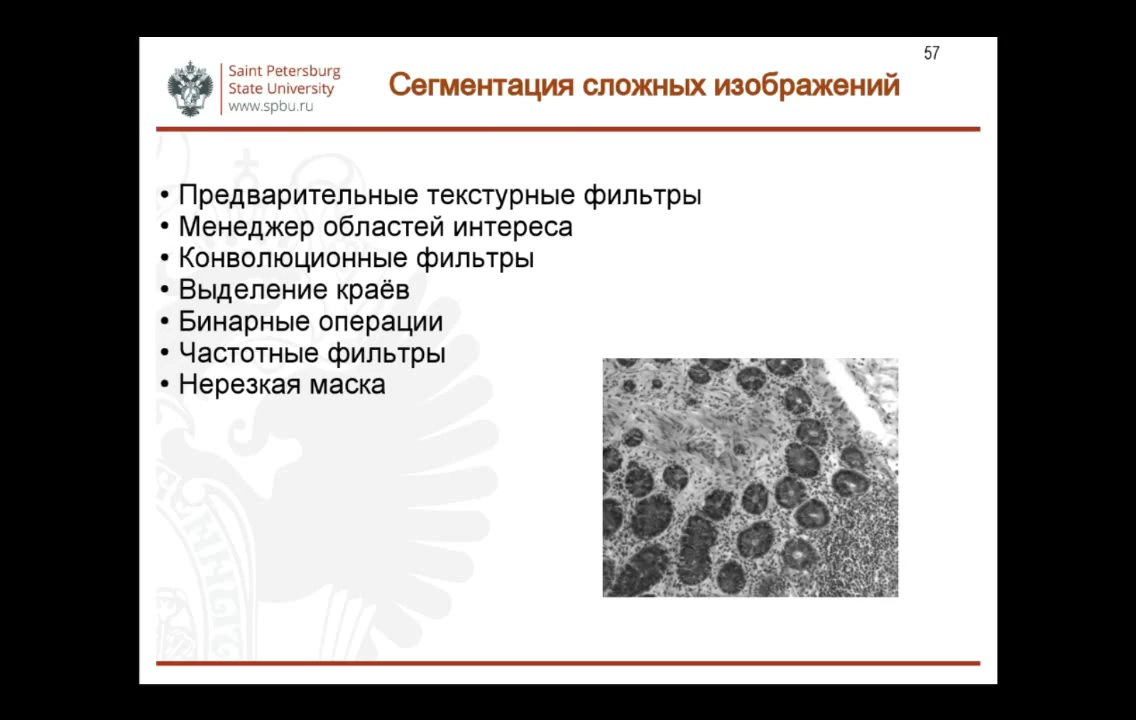 57
Saint Petersburg
State University
www.spbu.ru
Сегментация сложных изображений
• Предварительные текстурные фильтры
• Менеджер областей интереса
• Конволюционные фильтры
• Выделение краёв
• Бинарные операции
• Частотные фильтры
• Нерезкая маска